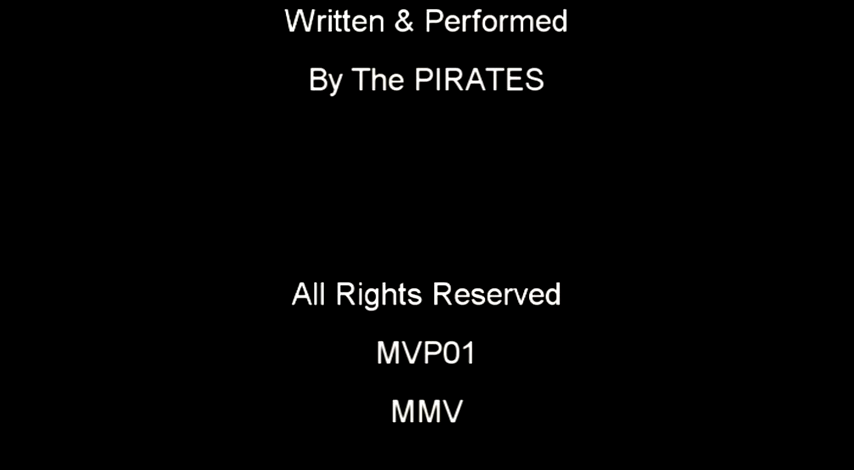 Written & Performed
By The PIRATES
All Rights Reserved
MVP01
MMV